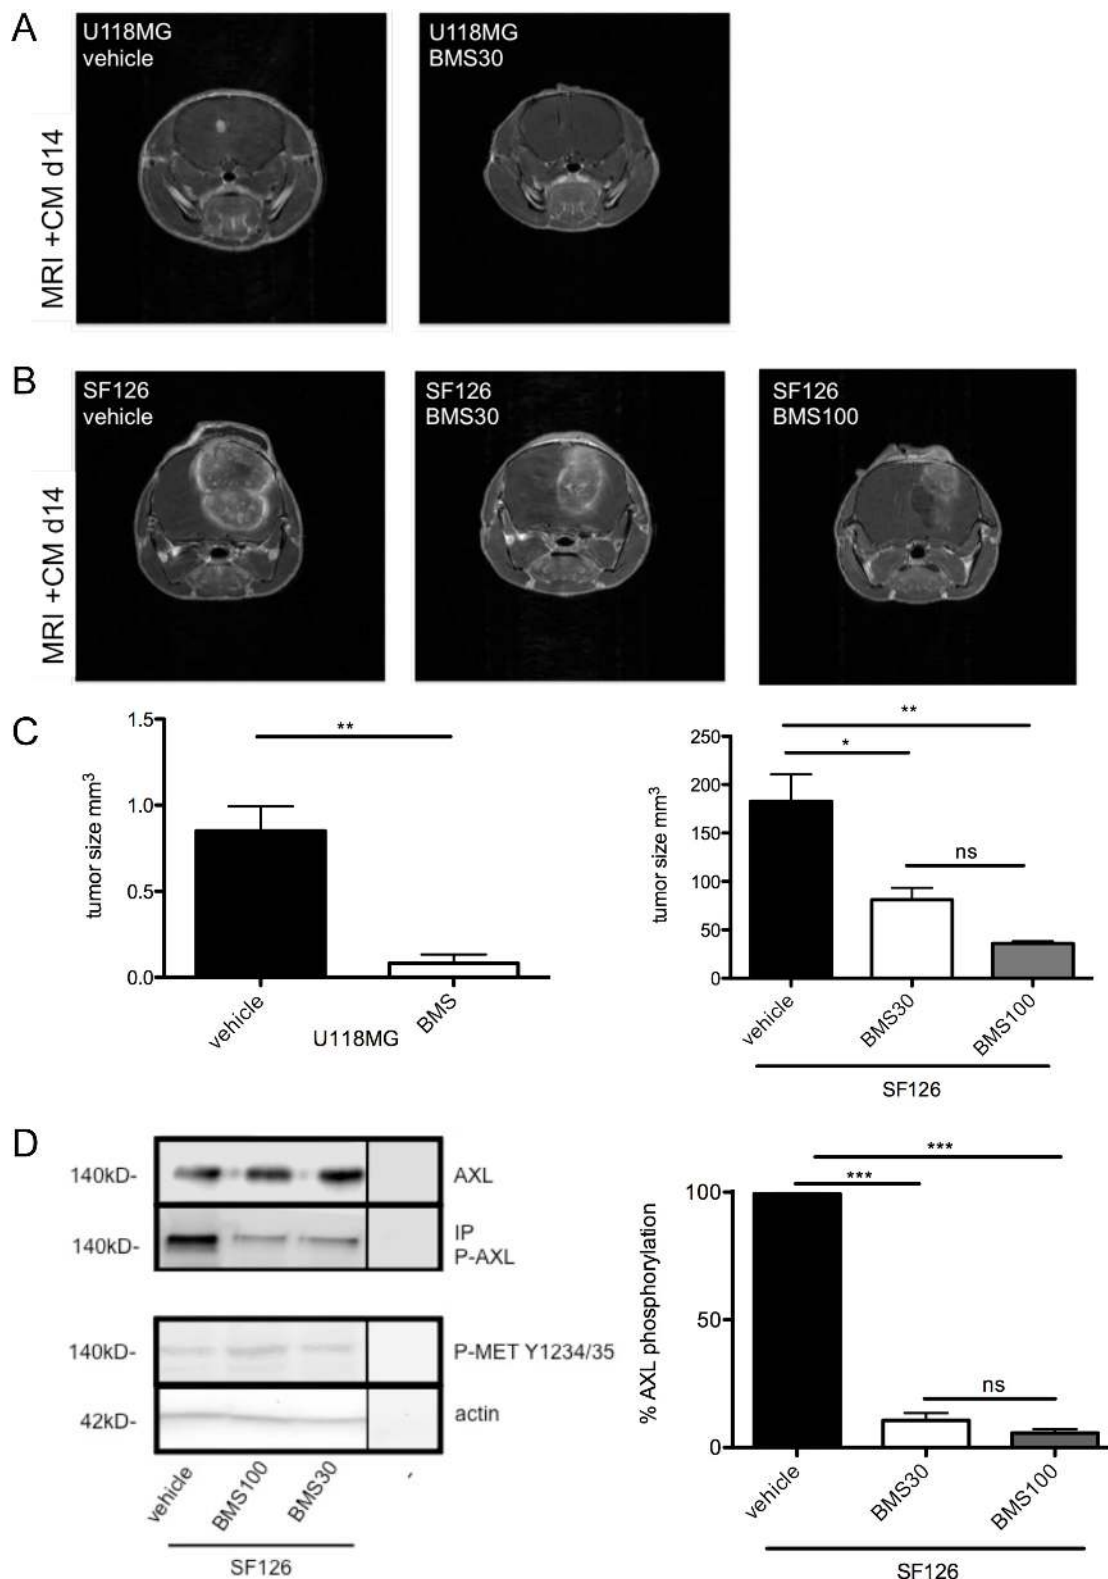 A
MRI +CM d14
U118MG
vehicle
U118MG
BMS30
B
MRI +CM d14
SF126
vehicle
SF126
BMS30
SF126
BMS100
C
tumor size mm³
1.5
1.0
0.5
0.0
**
vehicle
BMS
U118MG
tumor size mm³
250
200
150
100
50
0
**
*
ns
vehicle
BMS30
BMS100
SF126
D
140kD-
AXL
140kD-
IP
P-AXL
140kD-
P-MET Y1234/35
42kD-
actin
vehicle
BMS100
BMS30
-
SF126
% AXL phosphorylation
100
50
0
***
***
ns
vehicle
BMS30
BMS100
SF126